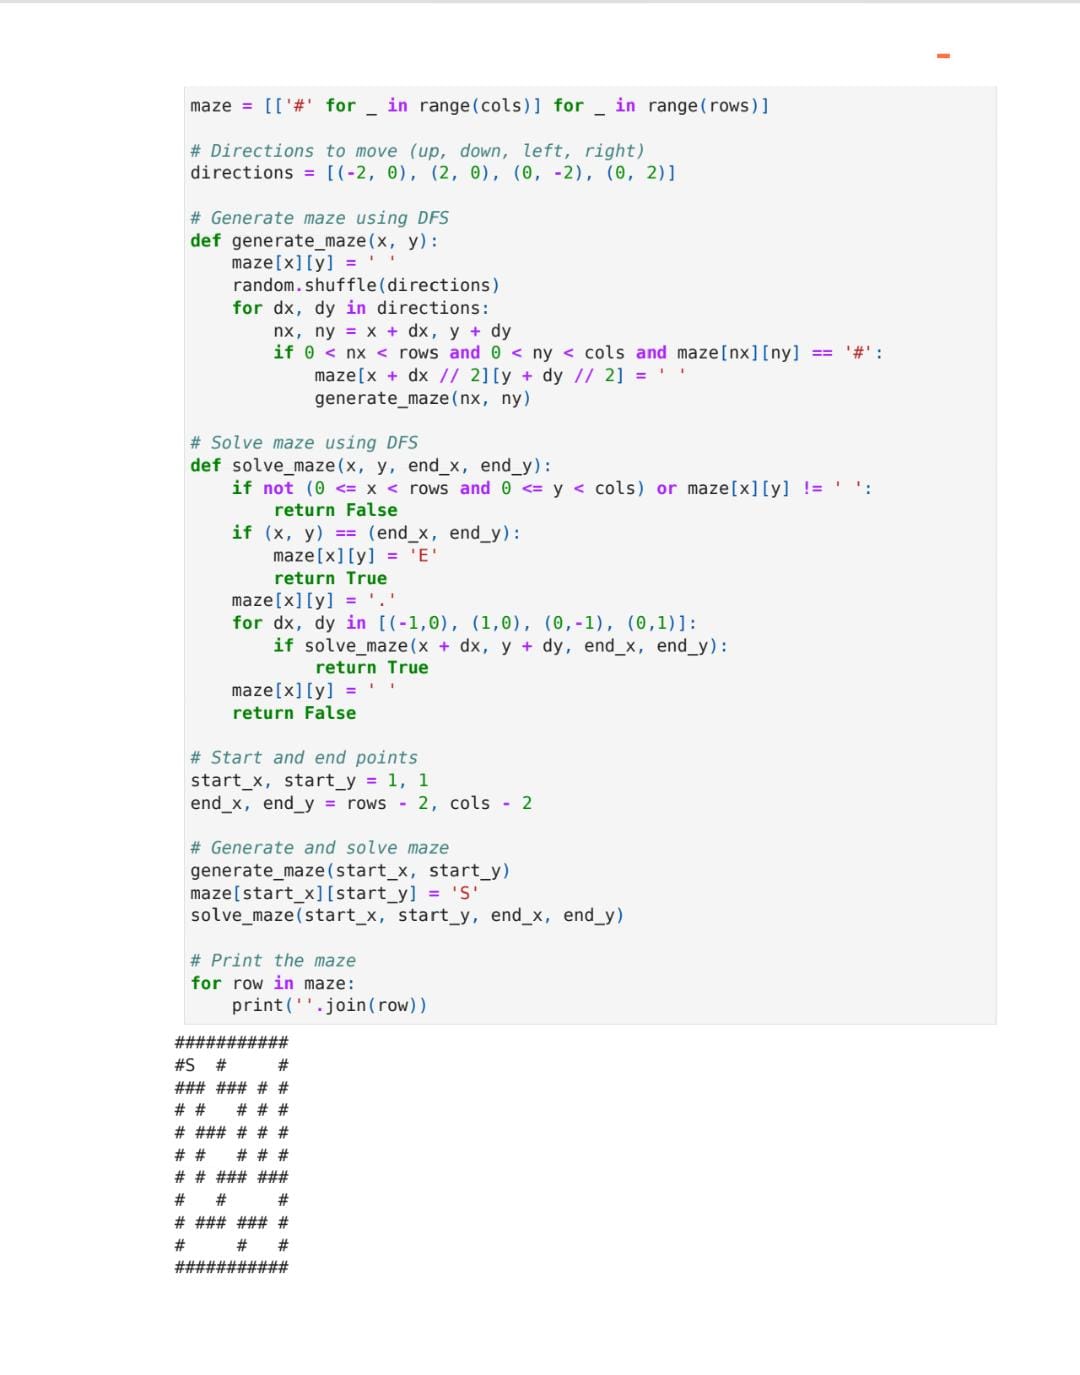 maze = [['#' for _ in range(cols)] for _ in range(rows)]

# Directions to move (up, down, left, right)
directions = [(-2, 0), (2, 0), (0, -2), (0, 2)]

# Generate maze using DFS
def generate_maze(x, y):
    maze[x][y] = ' '
    random.shuffle(directions)
    for dx, dy in directions:
        nx, ny = x + dx, y + dy
        if 0 < nx < rows and 0 < ny < cols and maze[nx][ny] == '#':
            maze[x + dx // 2][y + dy // 2] = ' '
            generate_maze(nx, ny)

# Solve maze using DFS
def solve_maze(x, y, end_x, end_y):
    if not (0 <= x < rows and 0 <= y < cols) or maze[x][y] != ' ':
        return False
    if (x, y) == (end_x, end_y):
        maze[x][y] = 'E'
        return True
    maze[x][y] = '.'
    for dx, dy in [(-1,0), (1,0), (0,-1), (0,1)]:
        if solve_maze(x + dx, y + dy, end_x, end_y):
            return True
    maze[x][y] = ' '
    return False

# Start and end points
start_x, start_y = 1, 1
end_x, end_y = rows - 2, cols - 2

# Generate and solve maze
generate_maze(start_x, start_y)
maze[start_x][start_y] = 'S'
solve_maze(start_x, start_y, end_x, end_y)

# Print the maze
for row in maze:
    print(''.join(row))

###########
#S  #     #
### ### # #
# #   # # #
# ### # # #
# #   # # #
# # ### ###
#   #     #
# ### ### #
#     #   #
###########